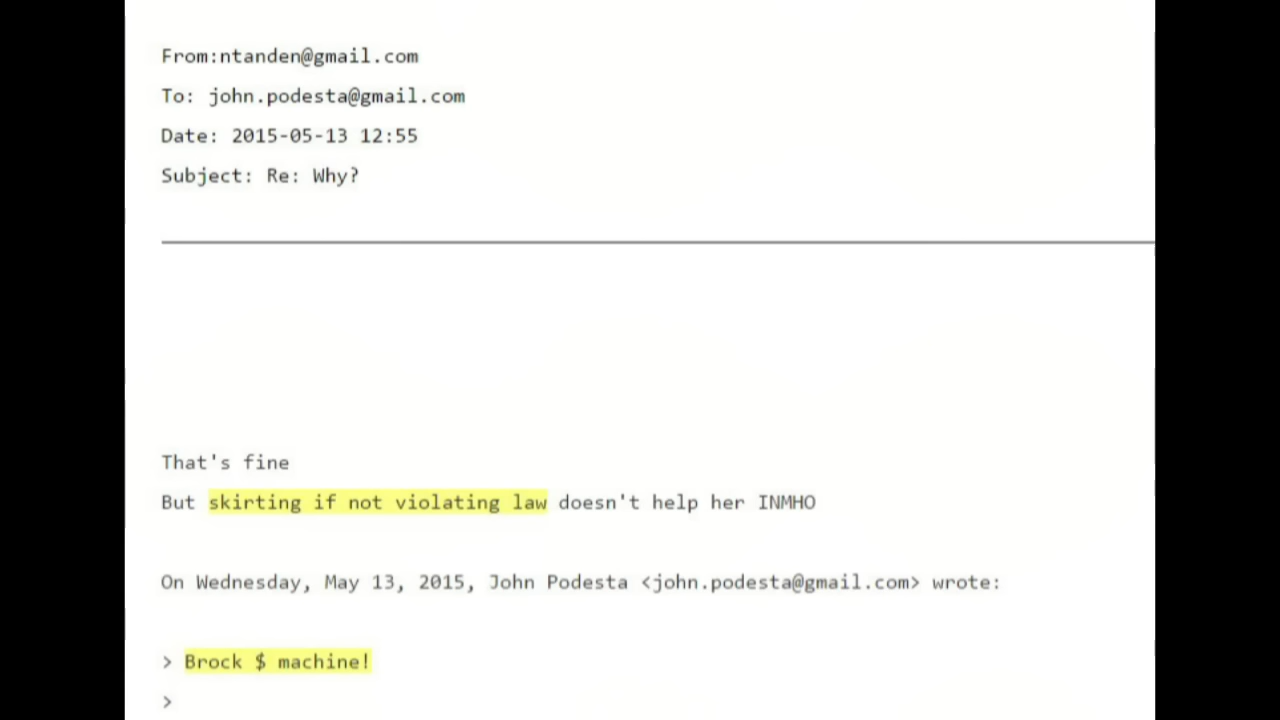 From:ntanden@gmail.com
To: john.podesta@gmail.com
Date: 2015-05-13 12:55
Subject: Re: Why?
That's fine
But skirting if not violating law doesn't help her INMHO
On Wednesday, May 13, 2015, John Podesta <john.podesta@gmail.com> wrote:
> Brock $ machine!
>